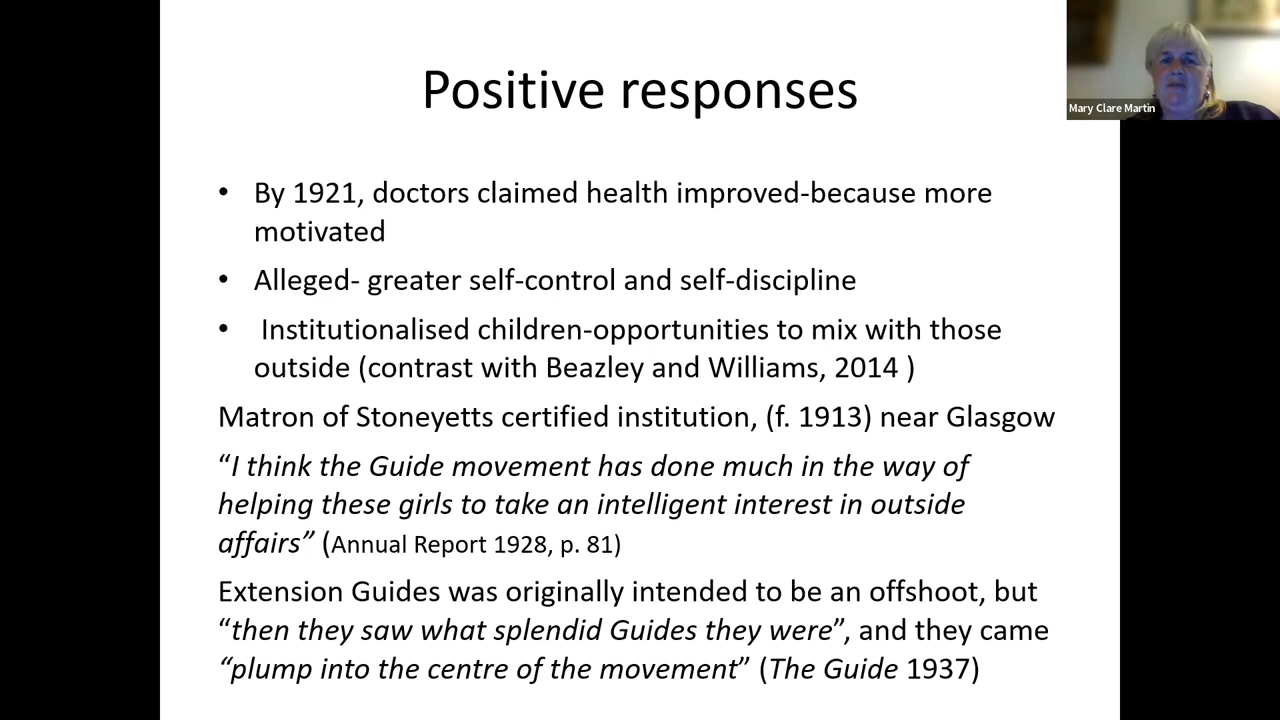 Positive responses
Mary Clare Martin
• By 1921, doctors claimed health improved-because more
motivated
• Alleged- greater self-control and self-discipline
• Institutionalised children-opportunities to mix with those
outside (contrast with Beazley and Williams, 2014 )
Matron of Stoneyetts certified institution, (f. 1913) near Glasgow
“I think the Guide movement has done much in the way of
helping these girls to take an intelligent interest in outside
affairs” (Annual Report 1928, p. 81)
Extension Guides was originally intended to be an offshoot, but
“then they saw what splendid Guides they were”, and they came
“plump into the centre of the movement” (The Guide 1937)